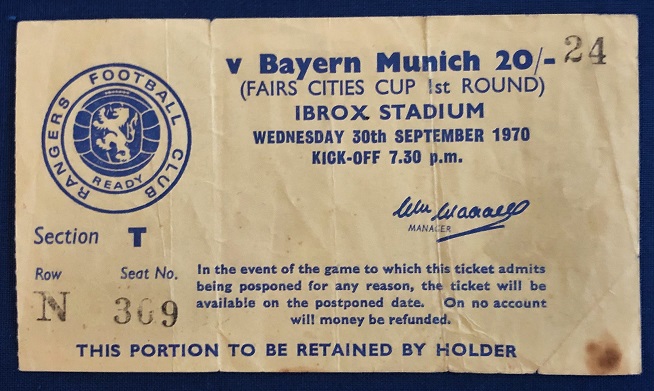 v Bayern Munich 20/- 24
(FAIRS CITIES CUP 1st ROUND)
IBROX STADIUM
WEDNESDAY 30th SEPTEMBER 1970
KICK-OFF 7.30 p.m.
RANGERS FOOTBALL CLUB
READY
MANAGER
Section T
Row Seat No.
N 309
In the event of the game to which this ticket admits
being posponed for any reason, the ticket will be
available on the postponed date. On no account
will money be refunded.
THIS PORTION TO BE RETAINED BY HOLDER